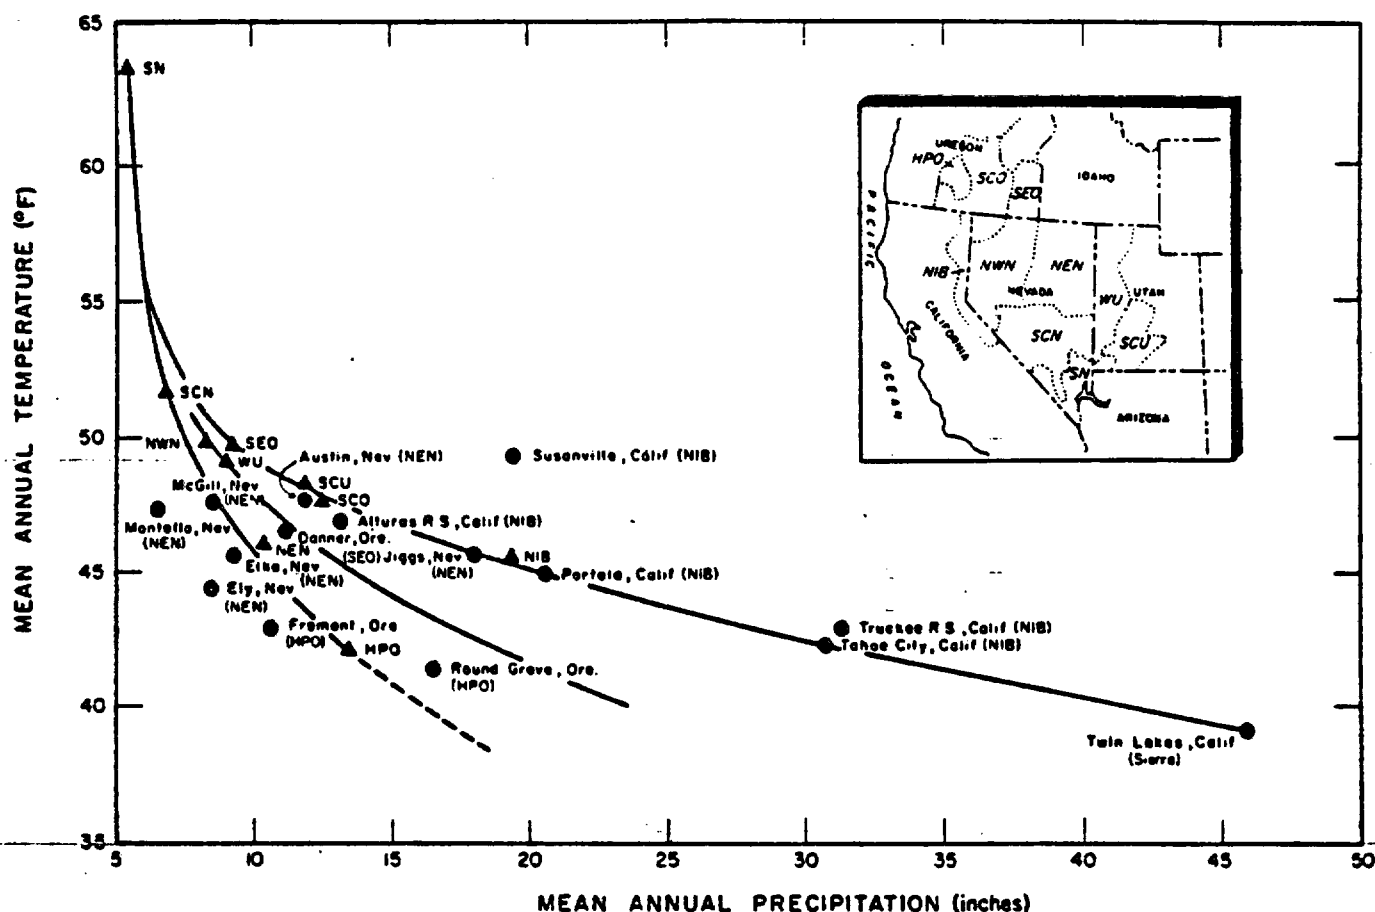 MEAN ANNUAL TEMPERATURE (°F)
65
60
55
50
45
40
35
SN
SCN
NWN
SEO
WU
Austin, Nev (NEN)
Susanville, Calif (NIB)
McGill, Nev
(NEN)
SCU
SCO
Montello, Nev
(NEN)
Alturas R S, Calif (NIB)
Danner, Ore.
(SEO)
NEN
Jiggs, Nev
(NEN)
NIB
Elko, Nev
(NEN)
Portola, Calif (NIB)
Ely, Nev
(NEN)
Fremont, Ore
(HPO)
HPO
Truckee R S, Calif (NIB)
Tahoe City, Calif (NIB)
Round Grove, Ore.
(HPO)
Twin Lakes, Calif
(Sierra)
OREGON
HPO
SCO
SEO
IDAHO
PACIFIC
NIB
NWN
NEN
NEVADA
WU
UTAH
CALIFORNIA
SCN
SCU
SN
OCEAN
ARIZONA
5 10 15 20 25 30 35 40 45 50
MEAN ANNUAL PRECIPITATION (inches)